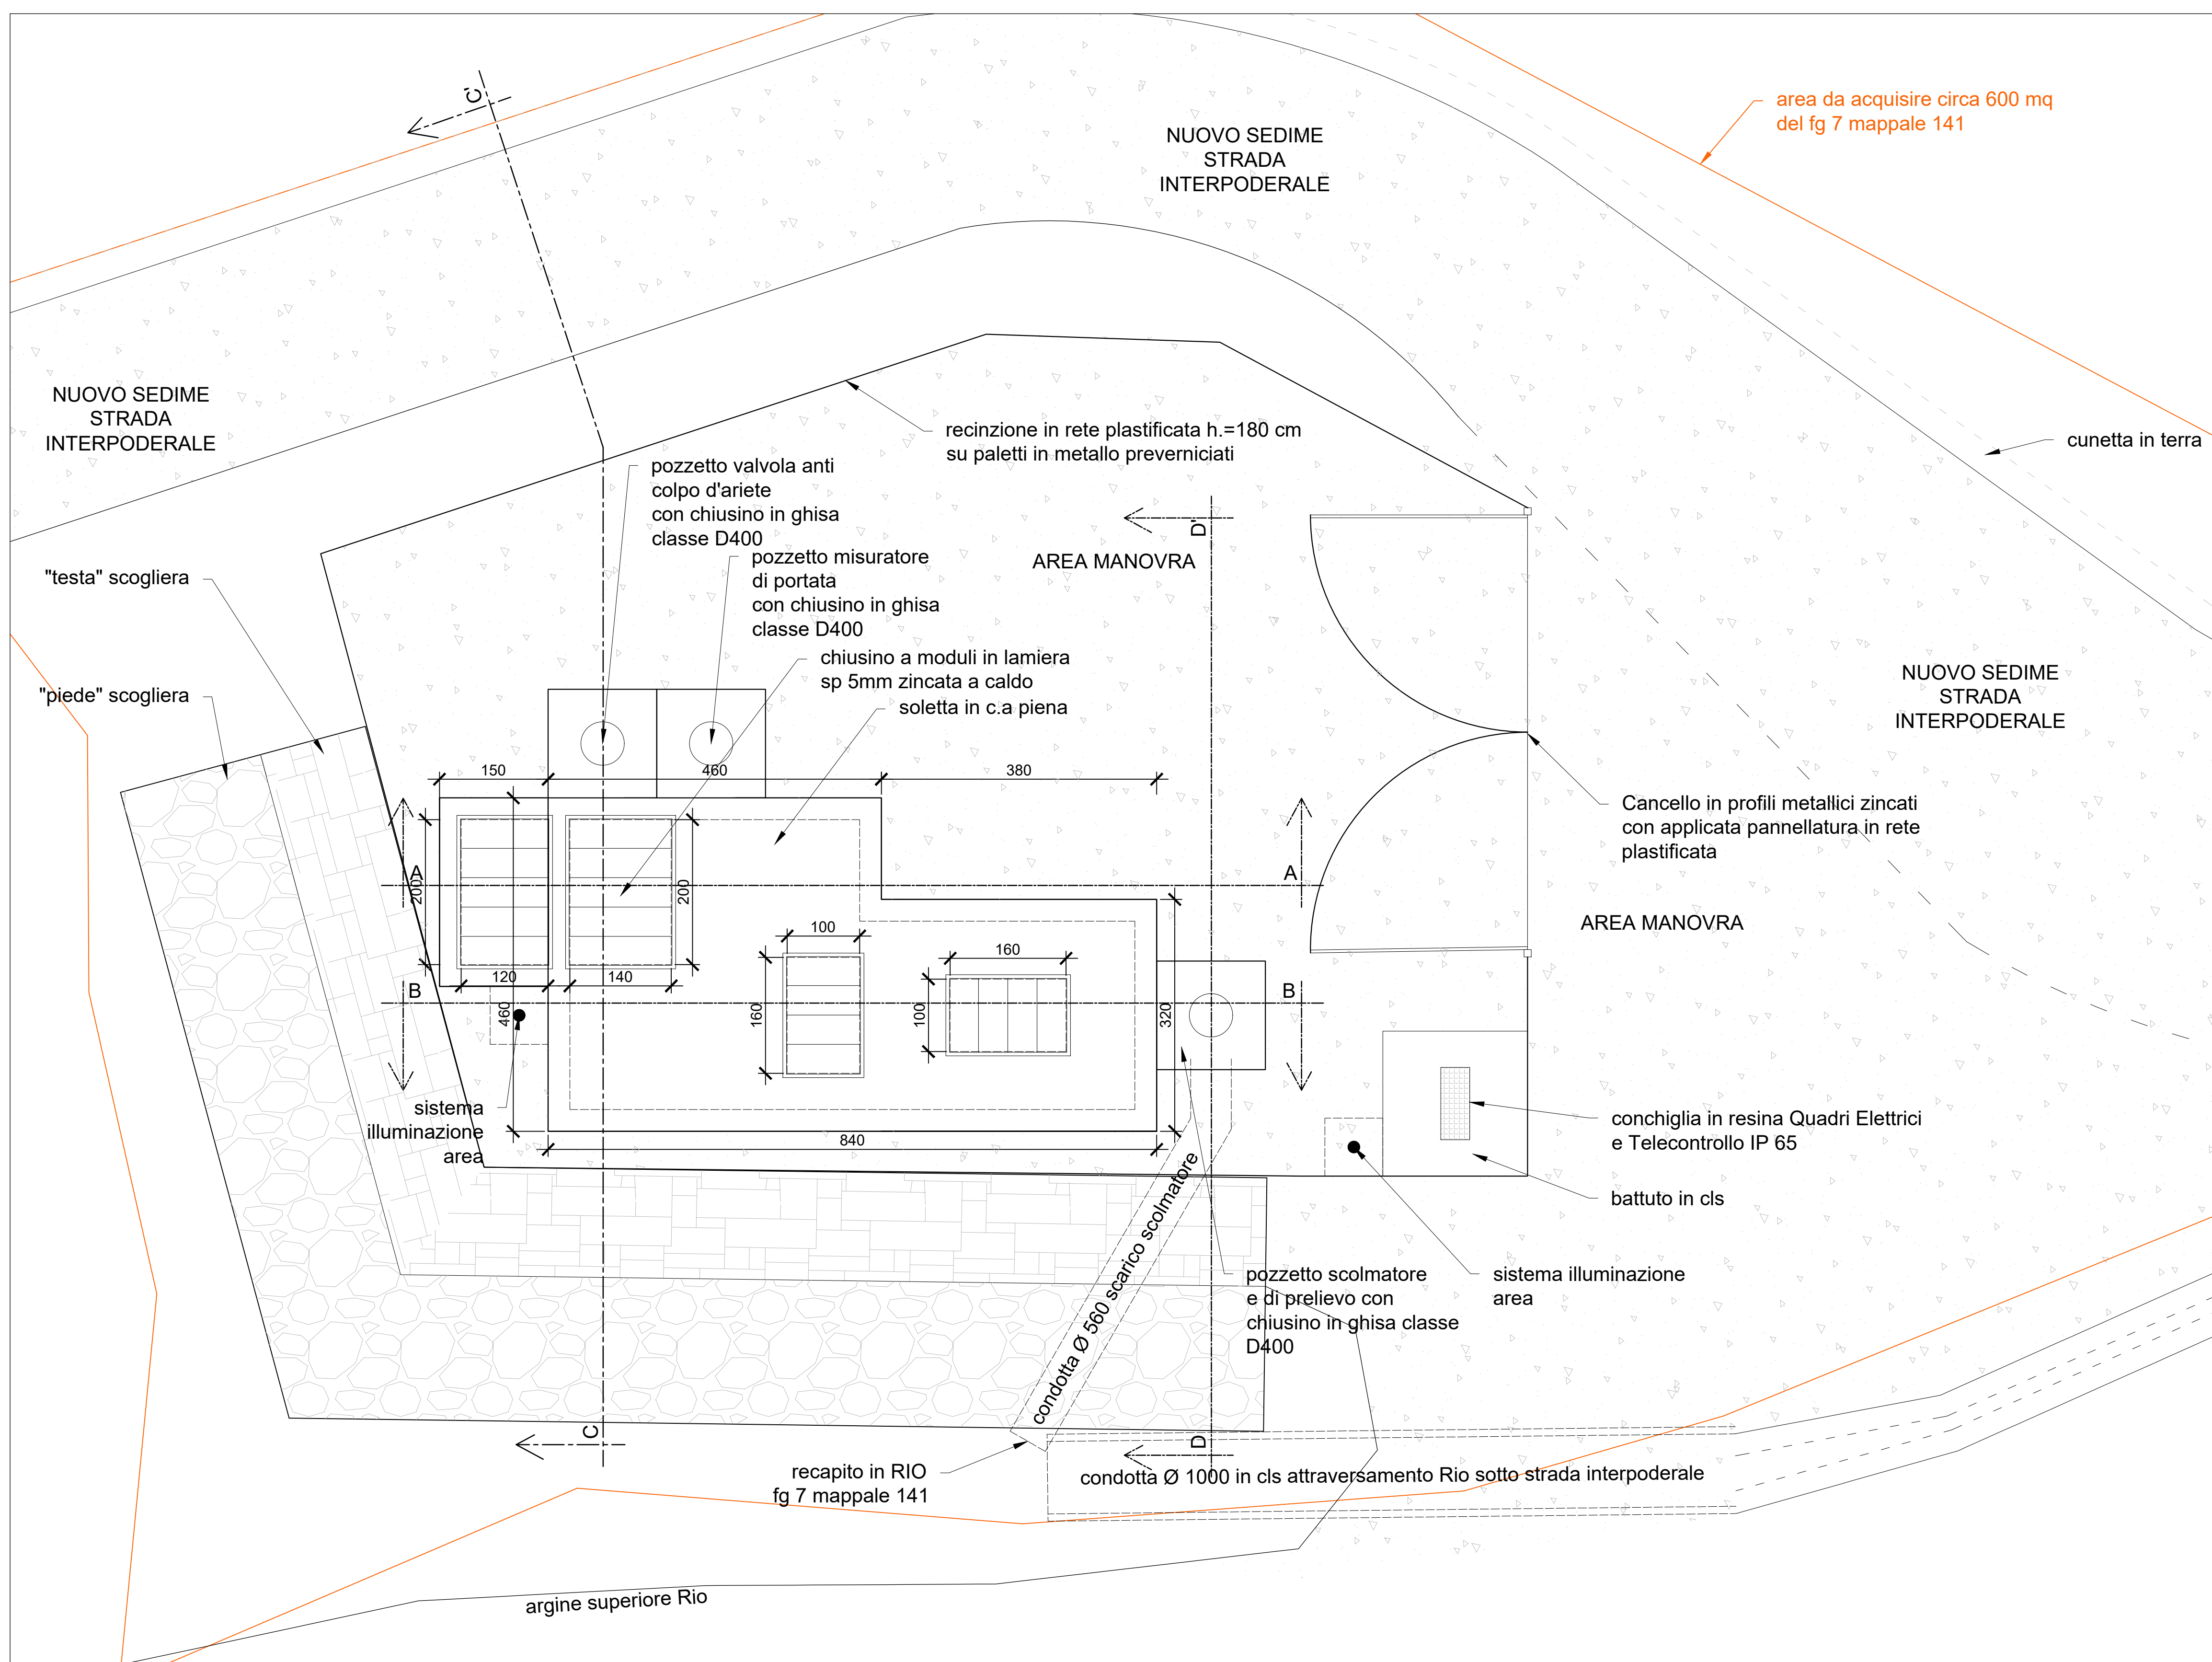 C'
area da acquisire circa 600 mq
del fg 7 mappale 141
NUOVO SEDIME
STRADA
INTERPODERALE
NUOVO SEDIME
STRADA
INTERPODERALE
recinzione in rete plastificata h.=180 cm
su paletti in metallo preverniciati
cunetta in terra
pozzetto valvola anti
colpo d'ariete
con chiusino in ghisa
classe D400
D'
AREA MANOVRA
pozzetto misuratore
di portata
con chiusino in ghisa
classe D400
"testa" scogliera
"piede" scogliera
chiusino a moduli in lamiera
sp 5mm zincata a caldo
soletta in c.a piena
NUOVO SEDIME
STRADA
INTERPODERALE
150
460
380
Cancello in profili metallici zincati
con applicata pannellatura in rete
plastificata
A
A
200
200
AREA MANOVRA
100
160
120
140
B
B
460
160
100
320
sistema
illuminazione
area
840
conchiglia in resina Quadri Elettrici
e Telecontrollo IP 65
battuto in cls
condotta Ø 560 scarico scolmatore
pozzetto scolmatore
e di prelievo con
chiusino in ghisa classe
D400
sistema illuminazione
area
C
D
recapito in RIO
fg 7 mappale 141
condotta Ø 1000 in cls attraversamento Rio sotto strada interpoderale
argine superiore Rio